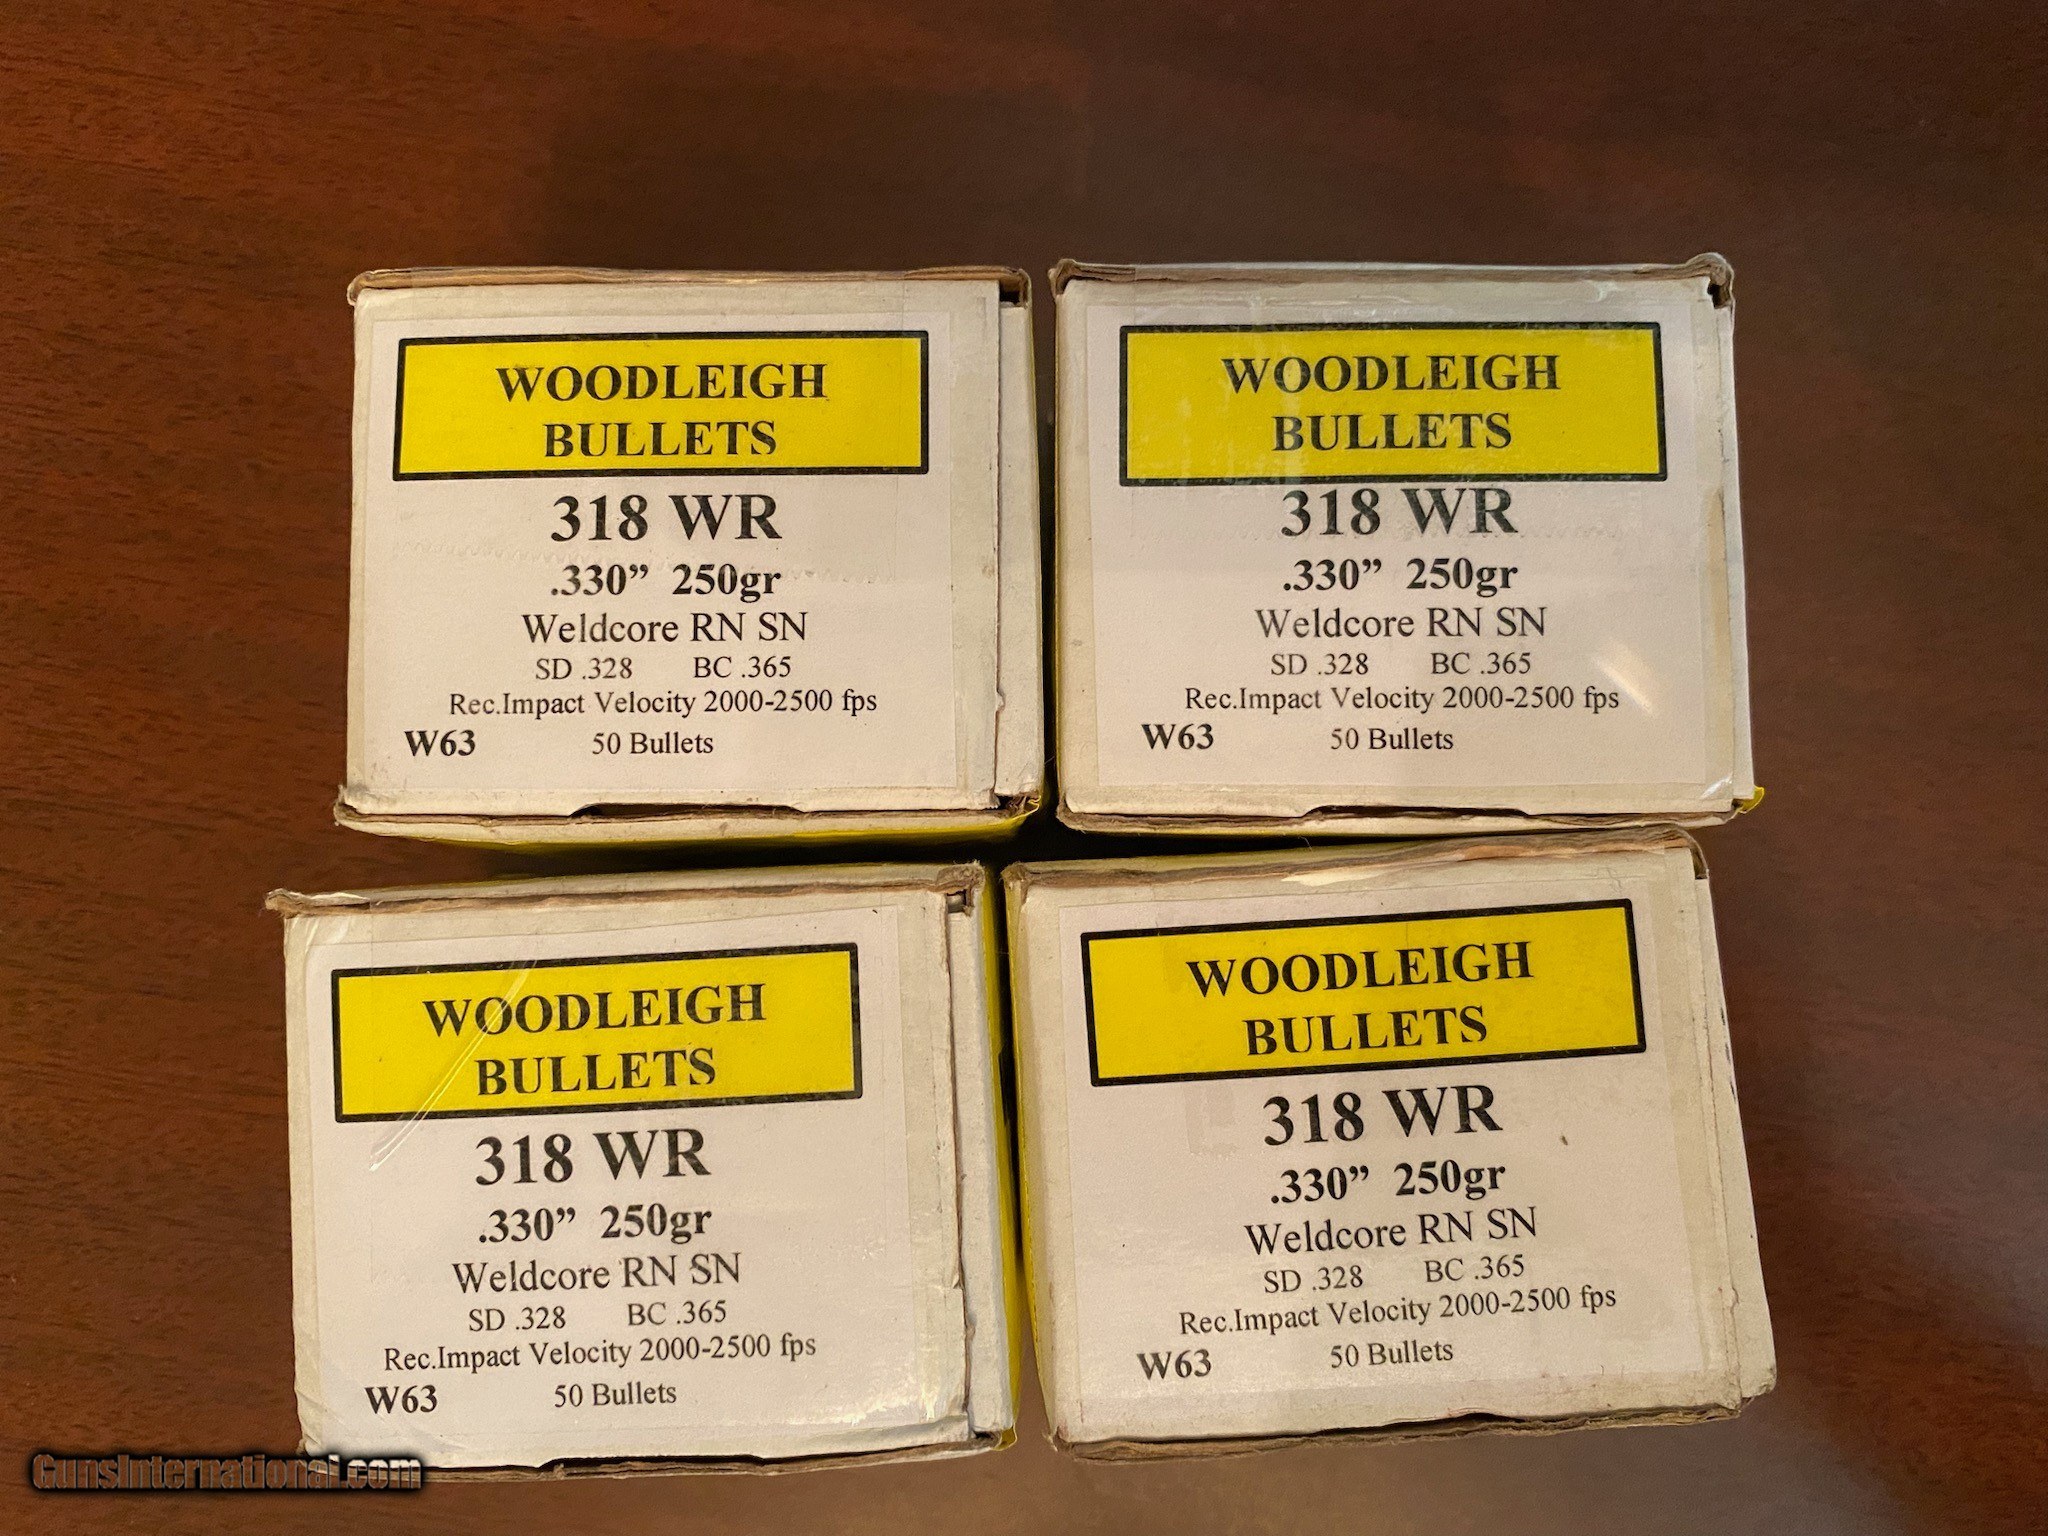 WOODLEIGH
BULLETS
318 WR
.330” 250gr
Weldcore RN SN
SD .328 BC .365
Rec.Impact Velocity 2000-2500 fps
W63 50 Bullets
WOODLEIGH
BULLETS
318 WR
.330” 250gr
Weldcore RN SN
SD .328 BC .365
Rec.Impact Velocity 2000-2500 fps
W63 50 Bullets
WOODLEIGH
BULLETS
318 WR
.330” 250gr
Weldcore RN SN
SD .328 BC .365
Rec.Impact Velocity 2000-2500 fps
W63 50 Bullets
WOODLEIGH
BULLETS
318 WR
.330” 250gr
Weldcore RN SN
SD .328 BC .365
Rec.Impact Velocity 2000-2500 fps
W63 50 Bullets
GunsInternational.com